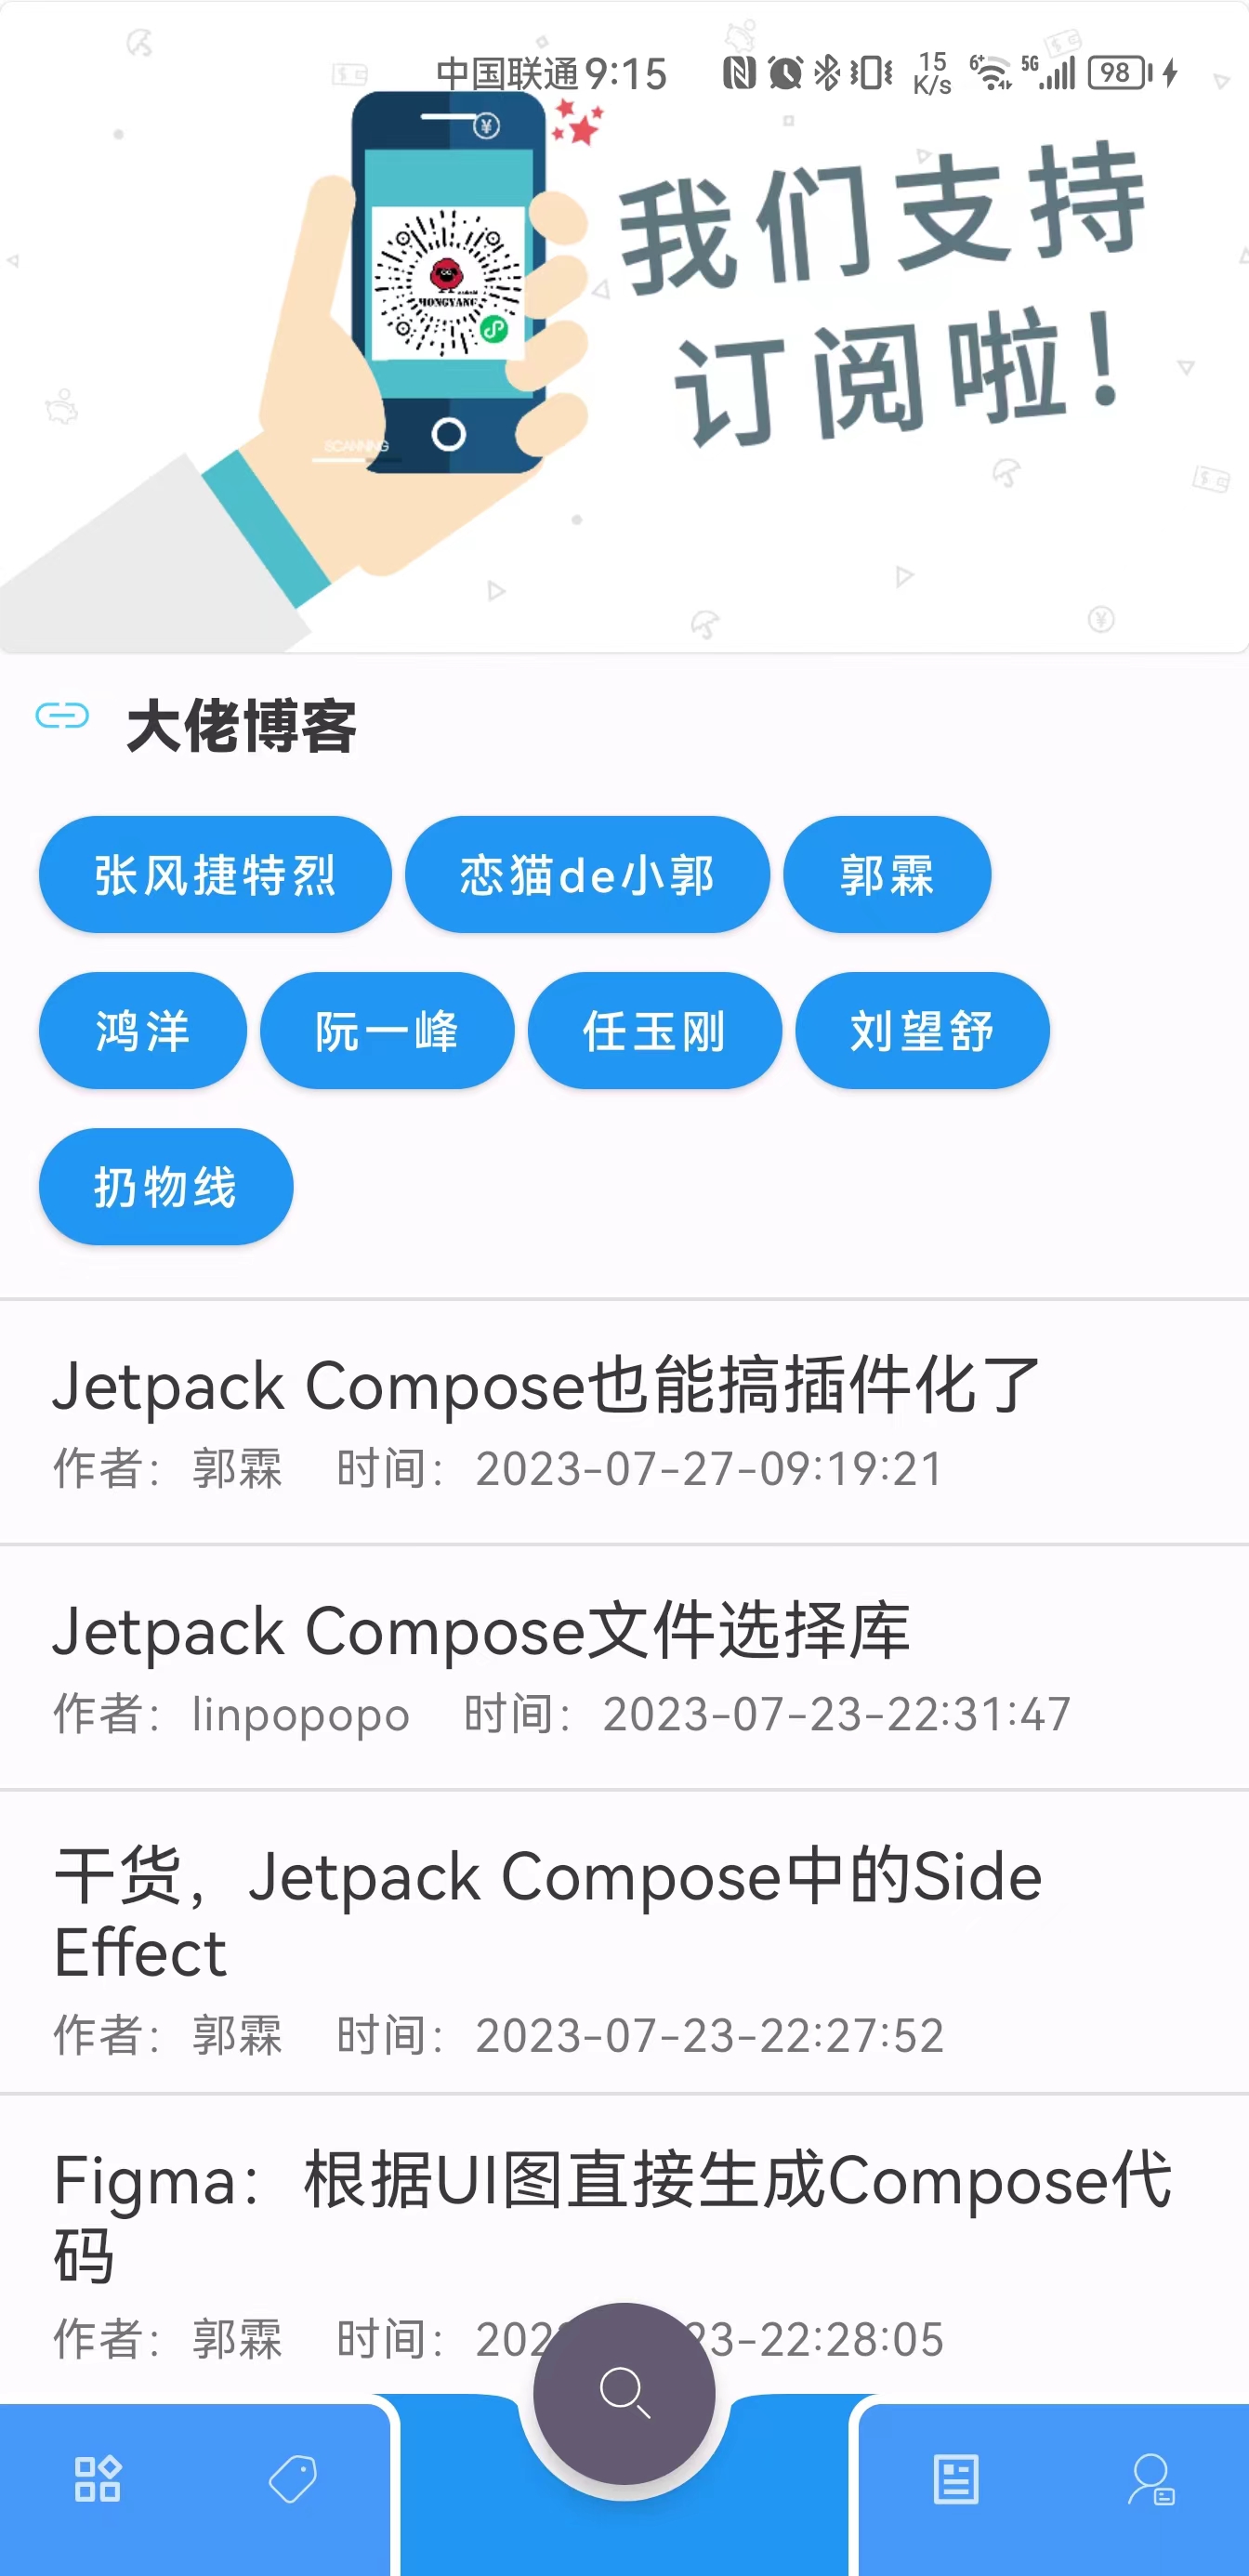 中国联通 9:15 15 K/s 6+ 5G 98
我们支持
订阅啦！
HONGYANG
SCANNING
大佬博客
张风捷特烈 恋猫de小郭 郭霖
鸿洋 阮一峰 任玉刚 刘望舒
扔物线
Jetpack Compose也能搞插件化了
作者：郭霖 时间：2023-07-27-09:19:21
Jetpack Compose文件选择库
作者：linpopopo 时间：2023-07-23-22:31:47
干货，Jetpack Compose中的Side
Effect
作者：郭霖 时间：2023-07-23-22:27:52
Figma：根据UI图直接生成Compose代
码
作者：郭霖 时间：202 23-22:28:05